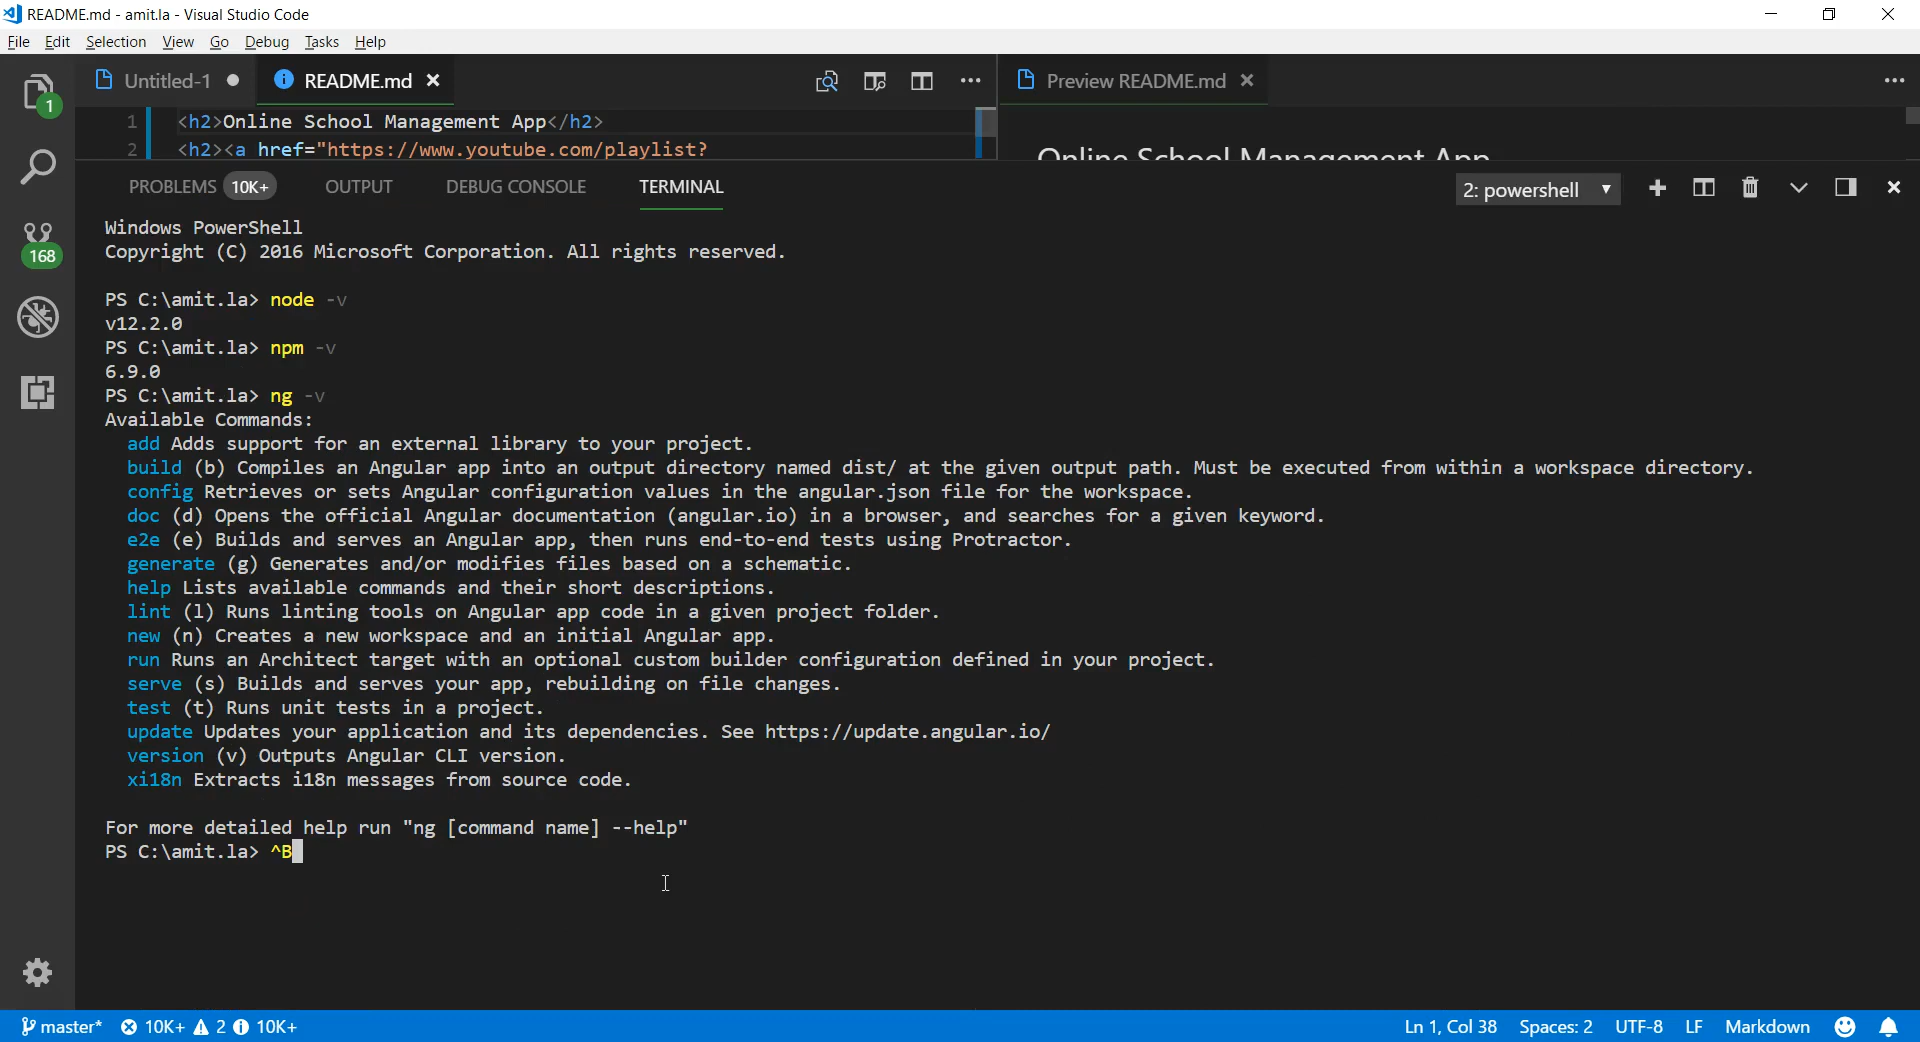 README.md - amit.la - Visual Studio Code
File Edit Selection View Go Debug Tasks Help
Untitled-1 README.md Preview README.md
1 <h2>Online School Management App</h2>
2 <h2><a href="https://www.youtube.com/playlist?
Online School Management App
PROBLEMS 10K+ OUTPUT DEBUG CONSOLE TERMINAL 2: powershell
1
168
Windows PowerShell
Copyright (C) 2016 Microsoft Corporation. All rights reserved.
PS C:\amit.la> node -v
v12.2.0
PS C:\amit.la> npm -v
6.9.0
PS C:\amit.la> ng -v
Available Commands:
add Adds support for an external library to your project.
build (b) Compiles an Angular app into an output directory named dist/ at the given output path. Must be executed from within a workspace directory.
config Retrieves or sets Angular configuration values in the angular.json file for the workspace.
doc (d) Opens the official Angular documentation (angular.io) in a browser, and searches for a given keyword.
e2e (e) Builds and serves an Angular app, then runs end-to-end tests using Protractor.
generate (g) Generates and/or modifies files based on a schematic.
help Lists available commands and their short descriptions.
lint (l) Runs linting tools on Angular app code in a given project folder.
new (n) Creates a new workspace and an initial Angular app.
run Runs an Architect target with an optional custom builder configuration defined in your project.
serve (s) Builds and serves your app, rebuilding on file changes.
test (t) Runs unit tests in a project.
update Updates your application and its dependencies. See https://update.angular.io/
version (v) Outputs Angular CLI version.
xi18n Extracts i18n messages from source code.
For more detailed help run "ng [command name] --help"
PS C:\amit.la> ^B
master* 10K+ 2 10K+ Ln 1, Col 38 Spaces: 2 UTF-8 LF Markdown